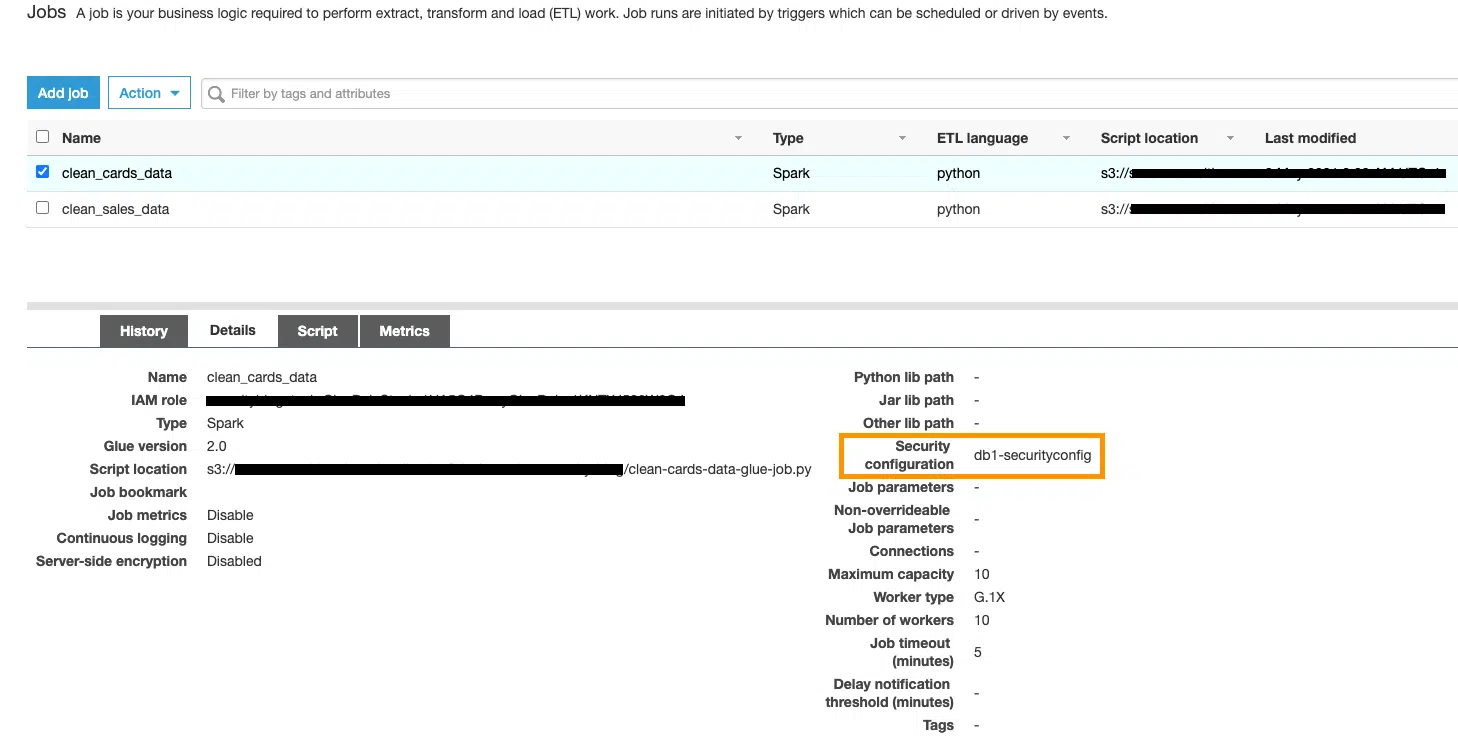 Jobs A job is your business logic required to perform extract, transform and load (ETL) work. Job runs are initiated by triggers which can be scheduled or driven by events.
Add job Action Filter by tags and attributes
Name Type ETL language Script location Last modified
clean_cards_data Spark python s3://
clean_sales_data Spark python s3://
History Details Script Metrics
Name clean_cards_data
IAM role
Type Spark
Glue version 2.0
Script location s3:// /clean-cards-data-glue-job.py
Job bookmark
Job metrics Disable
Continuous logging Disable
Server-side encryption Disabled
Python lib path -
Jar lib path -
Other lib path -
Security
configuration db1-securityconfig
Job parameters -
Non-overrideable
Job parameters -
Connections -
Maximum capacity 10
Worker type G.1X
Number of workers 10
Job timeout
(minutes) 5
Delay notification
threshold (minutes) -
Tags -